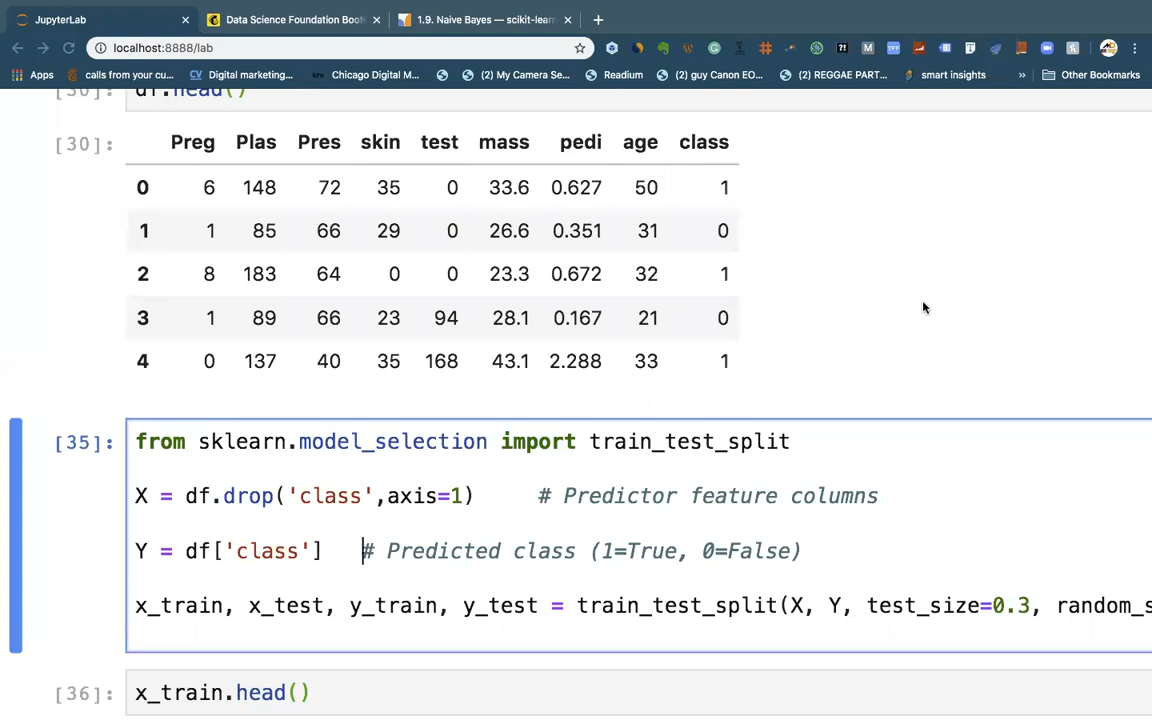 JupyterLab
Data Science Foundation Boot
1.9. Naive Bayes — scikit-lear
localhost:8888/lab
Apps
calls from your cu...
CV Digital marketing...
Chicago Digital M...
(2) My Camera Se...
Readium
(2) guy Canon EO...
(2) REGGAE PART...
smart insights
»
Other Bookmarks
[30]: df.head()
[30]: Preg Plas Pres skin test mass pedi age class
0 6 148 72 35 0 33.6 0.627 50 1
1 1 85 66 29 0 26.6 0.351 31 0
2 8 183 64 0 0 23.3 0.672 32 1
3 1 89 66 23 94 28.1 0.167 21 0
4 0 137 40 35 168 43.1 2.288 33 1
[35]: from sklearn.model_selection import train_test_split
X = df.drop('class',axis=1) # Predictor feature columns
Y = df['class'] # Predicted class (1=True, 0=False)
x_train, x_test, y_train, y_test = train_test_split(X, Y, test_size=0.3, random_s
[36]: x_train.head()